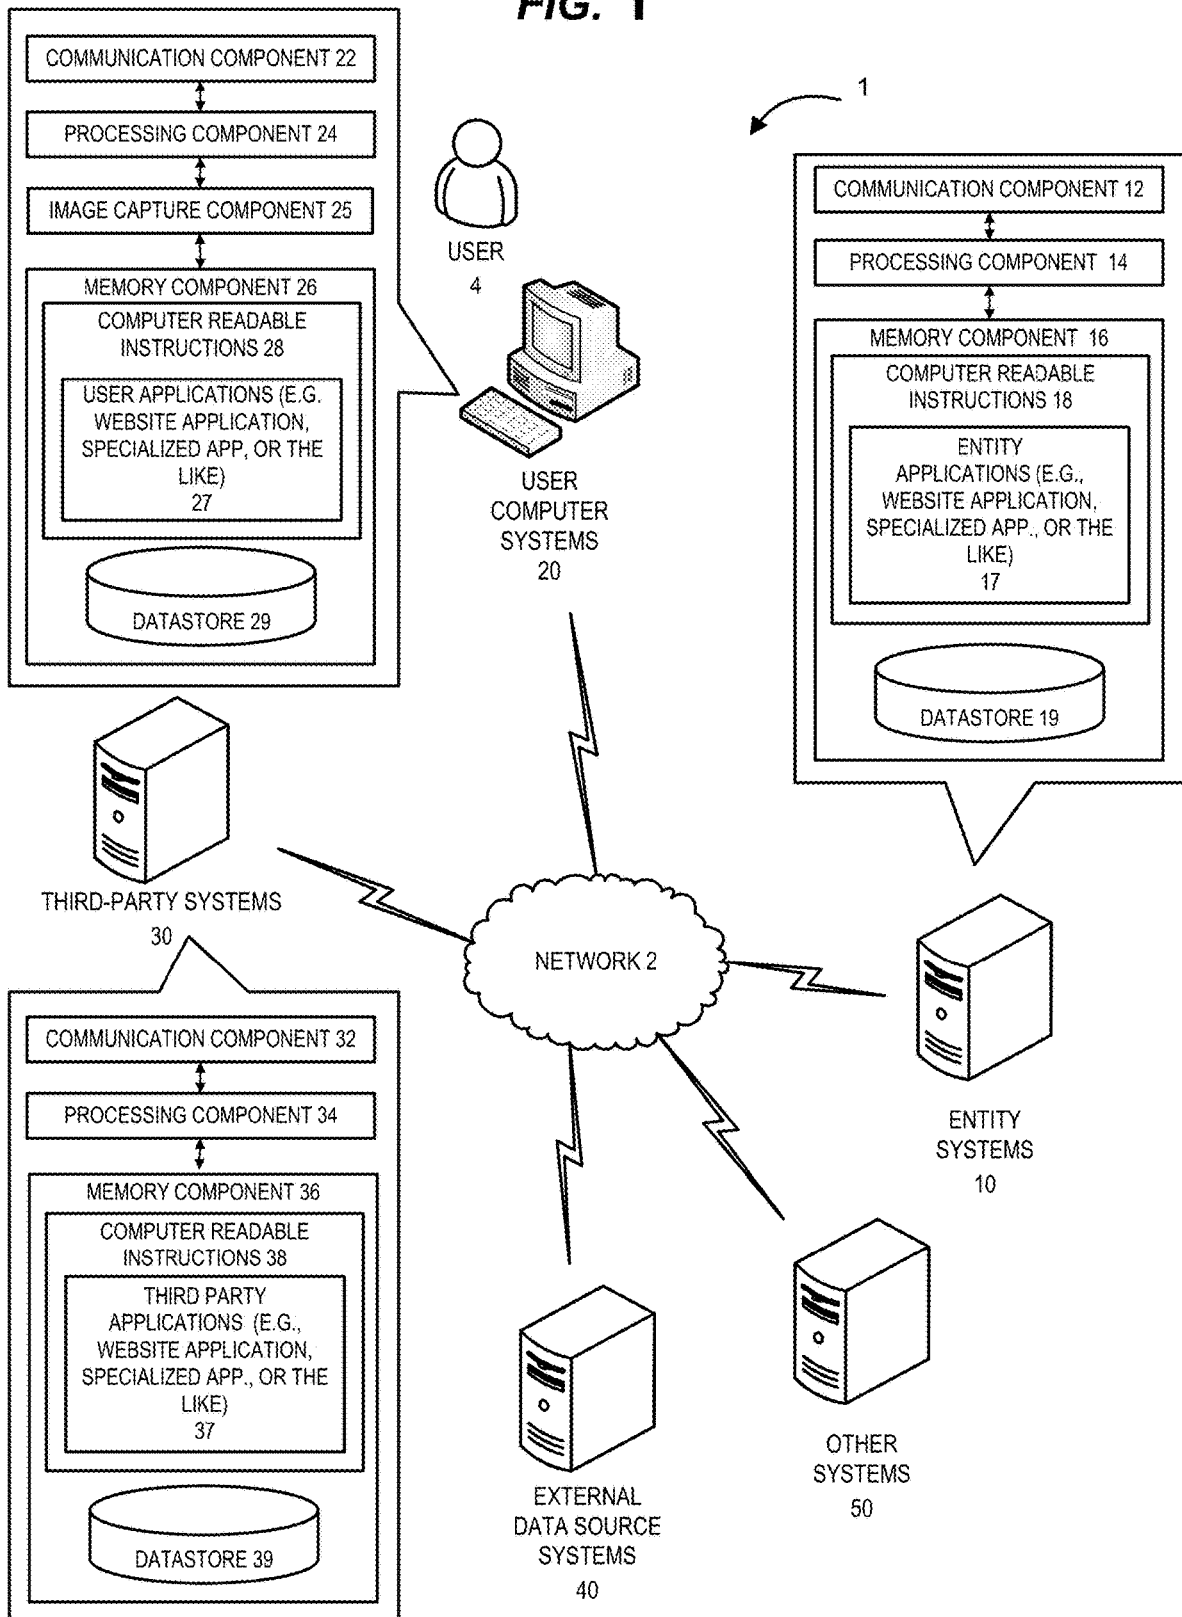 FIG. 1
COMMUNICATION COMPONENT 22
PROCESSING COMPONENT 24
IMAGE CAPTURE COMPONENT 25
MEMORY COMPONENT 26
COMPUTER READABLE
INSTRUCTIONS 28
USER APPLICATIONS (E.G.
WEBSITE APPLICATION,
SPECIALIZED APP, OR THE
LIKE)
27
DATASTORE 29
USER
4
1
USER
COMPUTER
SYSTEMS
20
COMMUNICATION COMPONENT 12
PROCESSING COMPONENT 14
MEMORY COMPONENT 16
COMPUTER READABLE
INSTRUCTIONS 18
ENTITY
APPLICATIONS (E.G.,
WEBSITE APPLICATION,
SPECIALIZED APP., OR THE
LIKE)
17
DATASTORE 19
THIRD-PARTY SYSTEMS
30
NETWORK 2
ENTITY
SYSTEMS
10
COMMUNICATION COMPONENT 32
PROCESSING COMPONENT 34
MEMORY COMPONENT 36
COMPUTER READABLE
INSTRUCTIONS 38
THIRD PARTY
APPLICATIONS (E.G.,
WEBSITE APPLICATION,
SPECIALIZED APP., OR THE
LIKE)
37
DATASTORE 39
EXTERNAL
DATA SOURCE
SYSTEMS
40
OTHER
SYSTEMS
50